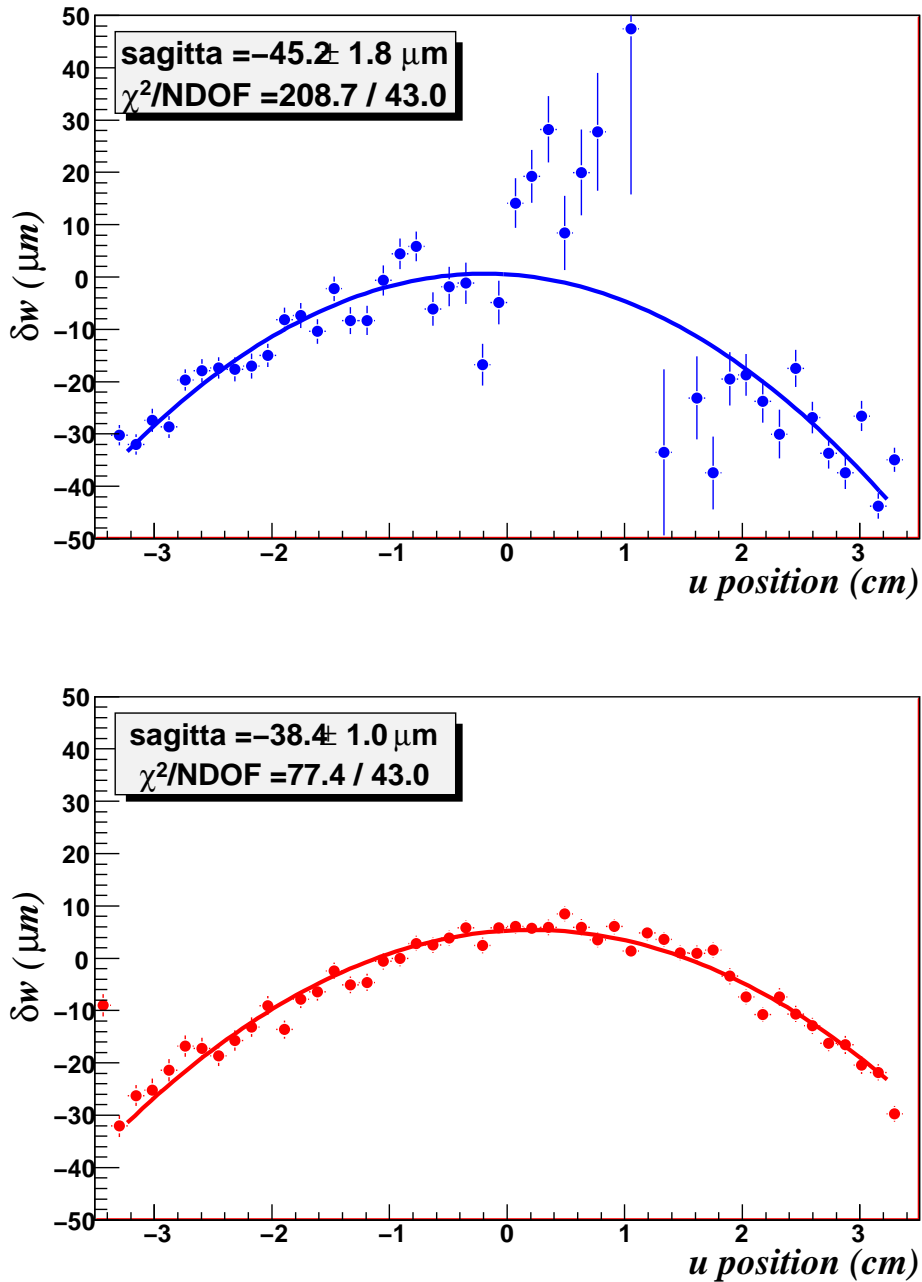 50
40
30
20
10
0
−10
−20
−30
−40
−50
δw (μm)
sagitta =−45.2± 1.8 μm
χ²/NDOF =208.7 / 43.0
−3 −2 −1 0 1 2 3
u position (cm)
50
40
30
20
10
0
−10
−20
−30
−40
−50
δw (μm)
sagitta =−38.4± 1.0 μm
χ²/NDOF =77.4 / 43.0
−3 −2 −1 0 1 2 3
u position (cm)